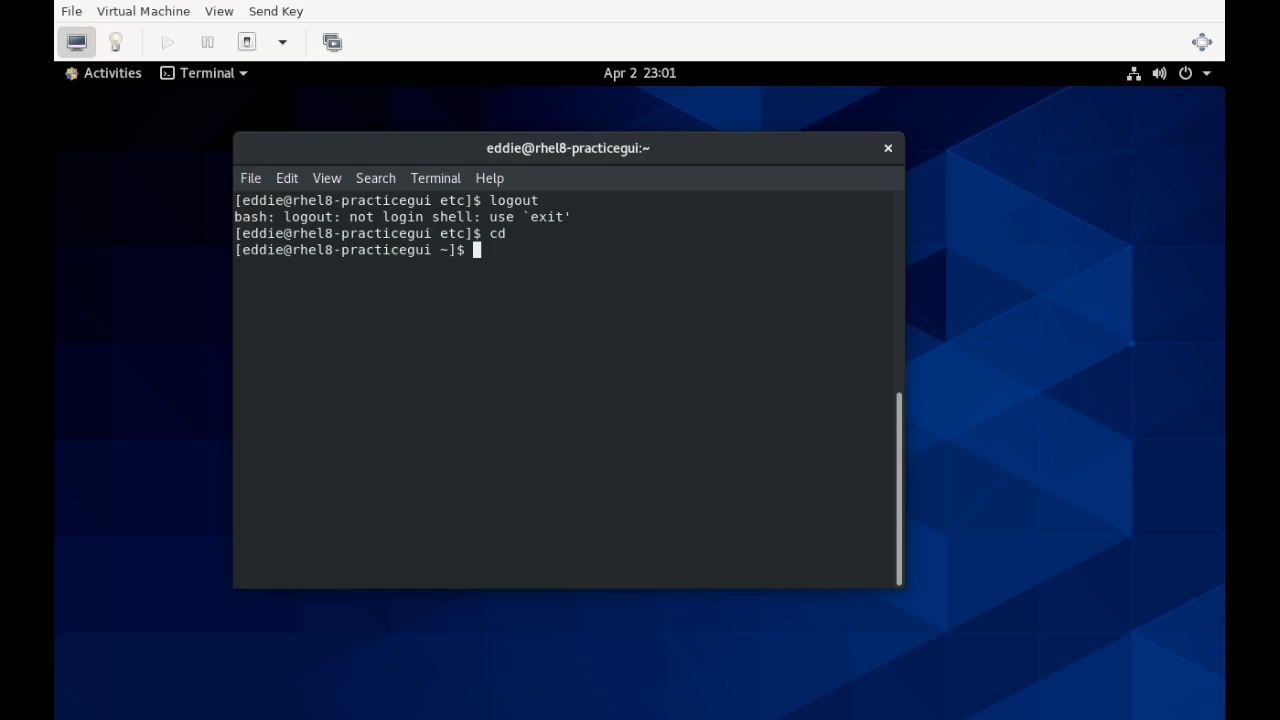 File Virtual Machine View Send Key
Activities Terminal Apr 2 23:01
eddie@rhel8-practicegui:~ ×
File Edit View Search Terminal Help
[eddie@rhel8-practicegui etc]$ logout
bash: logout: not login shell: use `exit'
[eddie@rhel8-practicegui etc]$ cd
[eddie@rhel8-practicegui ~]$